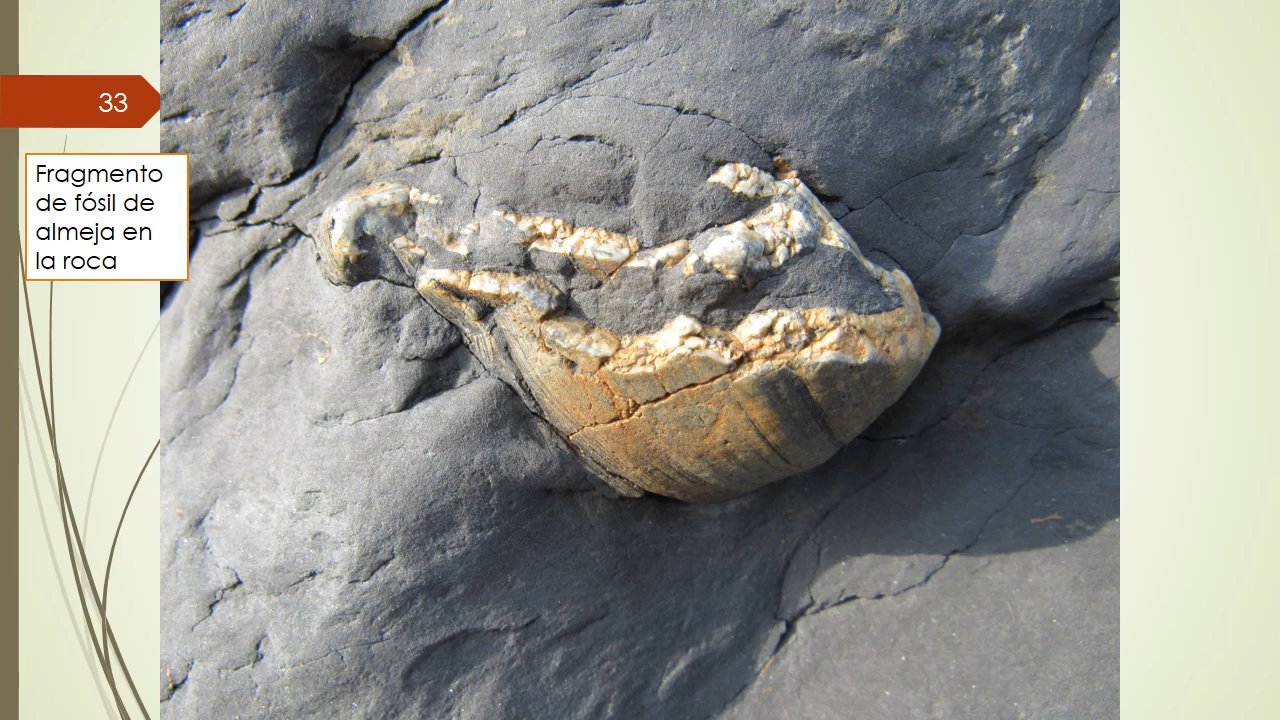 33
Fragmento
de fósil de
almeja en
la roca